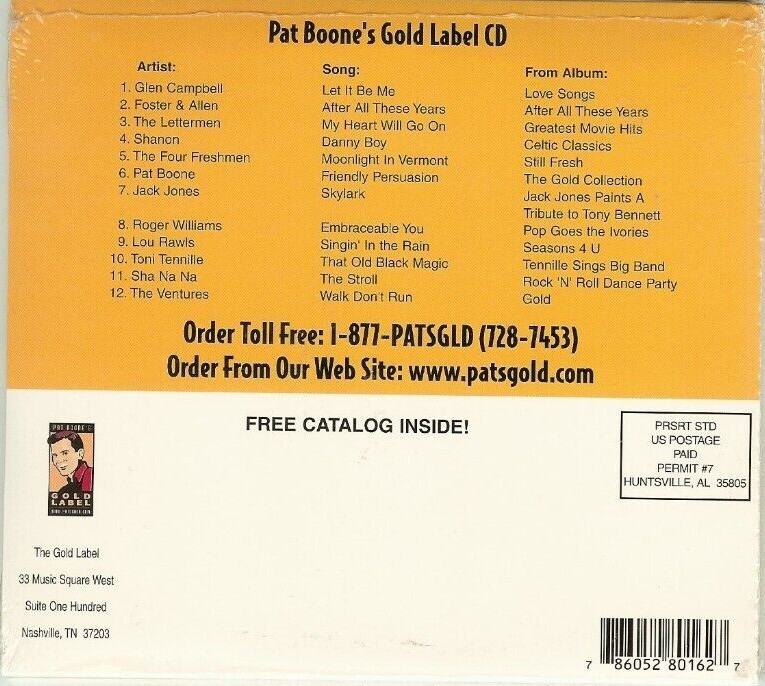 Pat Boone's Gold Label CD
Artist: Song: From Album:
1. Glen Campbell Let It Be Me Love Songs
2. Foster & Allen After All These Years After All These Years
3. The Lettermen My Heart Will Go On Greatest Movie Hits
4. Shanon Danny Boy Celtic Classics
5. The Four Freshmen Moonlight In Vermont Still Fresh
6. Pat Boone Friendly Persuasion The Gold Collection
7. Jack Jones Skylark Jack Jones Paints A
Tribute to Tony Bennett
8. Roger Williams Embraceable You Pop Goes the Ivories
9. Lou Rawls Singin' In the Rain Seasons 4 U
10. Toni Tennille That Old Black Magic Tennille Sings Big Band
11. Sha Na Na The Stroll Rock 'N' Roll Dance Party
12. The Ventures Walk Don't Run Gold
Order Toll Free: 1-877-PATSGLD (728-7453)
Order From Our Web Site: www.patsgold.com
FREE CATALOG INSIDE!
PRSRT STD
US POSTAGE
PAID
PERMIT #7
HUNTSVILLE, AL 35805
PAT BOONE'S
GOLD
LABEL
The Gold Label
33 Music Square West
Suite One Hundred
Nashville, TN 37203
7 86052 80162 7